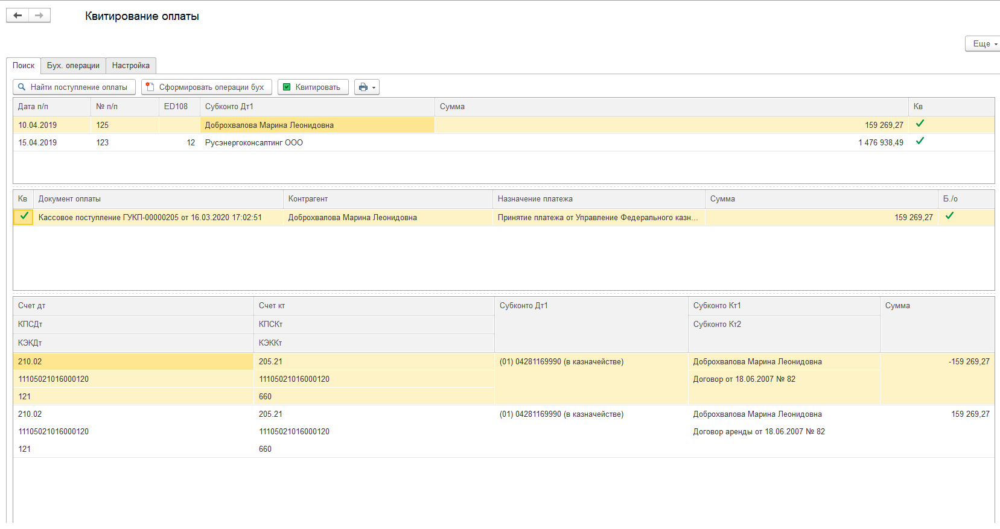 Квитирование оплаты
Еще
Поиск Бух. операции Настройка
Найти поступление оплаты Сформировать операции бух Квитировать
Дата п/п № п/п ED108 Субконто Дт1 Сумма Кв
10.04.2019 125 Доброхвалова Марина Леонидовна 159 269,27
15.04.2019 123 12 Русэнергоконсалтинг ООО 1 476 938,49
Кв Документ оплаты Контрагент Назначение платежа Сумма Б./о
Кассовое поступление ГУКП-00000205 от 16.03.2020 17:02:51 Доброхвалова Марина Леонидовна Принятие платежа от Управление Федерального казн... 159 269,27
Счет дт Счет кт Субконто Дт1 Субконто Кт1 Сумма
КПСДт КПСКт Субконто Кт2
КЭКДт КЭККт
210.02 205.21 (01) 04281169990 (в казначействе) Доброхвалова Марина Леонидовна -159 269,27
11105021016000120 11105021016000120 Договор от 18.06.2007 № 82
121 660
210.02 205.21 (01) 04281169990 (в казначействе) Доброхвалова Марина Леонидовна 159 269,27
11105021016000120 11105021016000120 Договор аренды от 18.06.2007 № 82
121 660